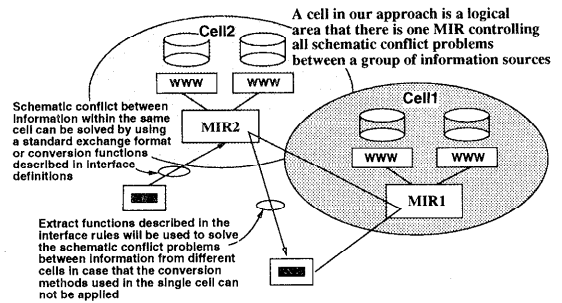 A cell in our approach is a logical
area that there is one MIR controlling
all schematic conflict problems
between a group of information sources
Cell2
WWW WWW
MIR2
Cell1
WWW WWW
MIR1
Schematic conflict between
information within the same
cell can be solved by using
a standard exchange format
or conversion functions
described in interface
definitions
Extract functions described in the
interface rules will be used to solve
the schematic conflict problems
between information from different
cells in case that the conversion
methods used in the single cell can
not be applied